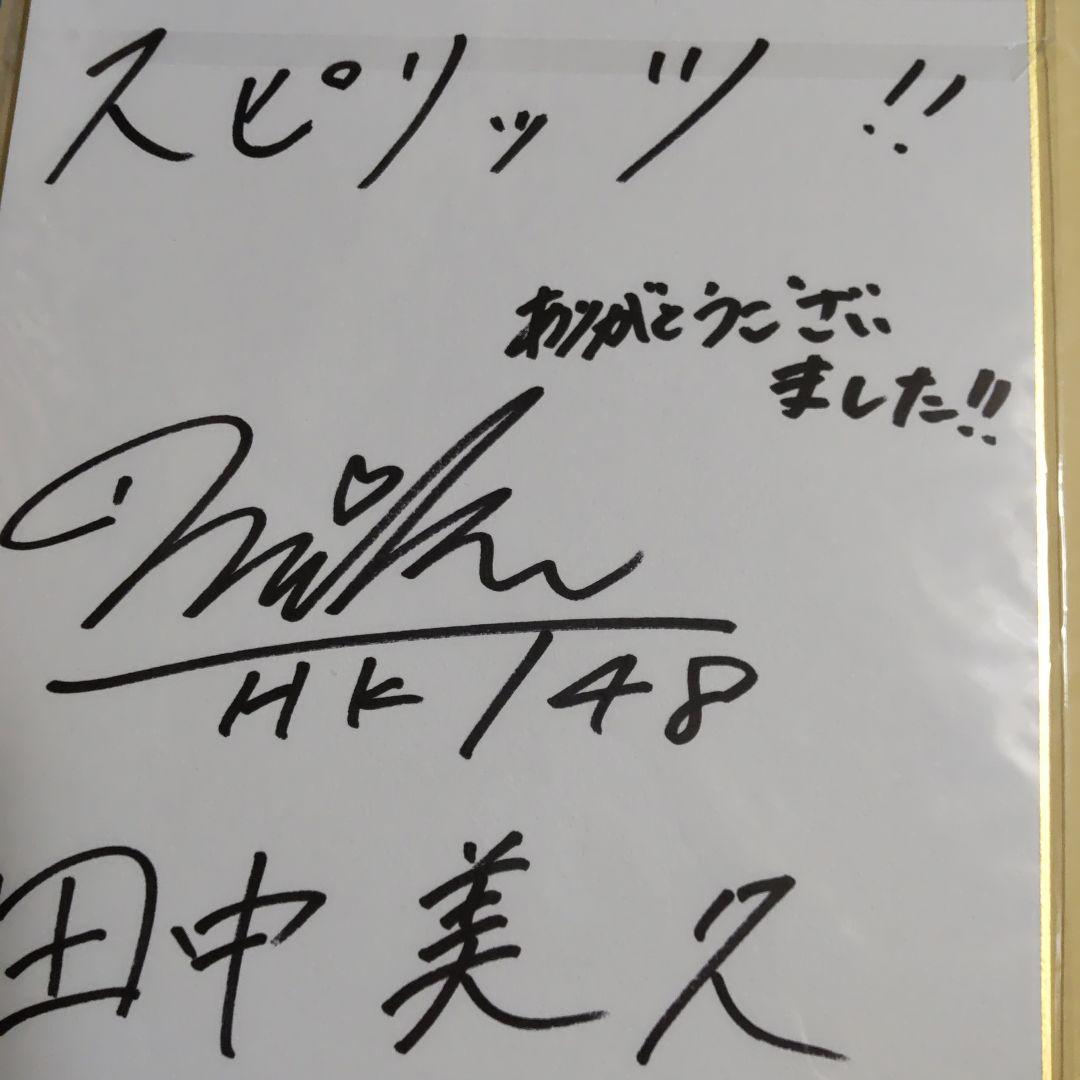 スピリッツ!!
ありがとうござい
ました!!
Miku
HKT48
田中美久